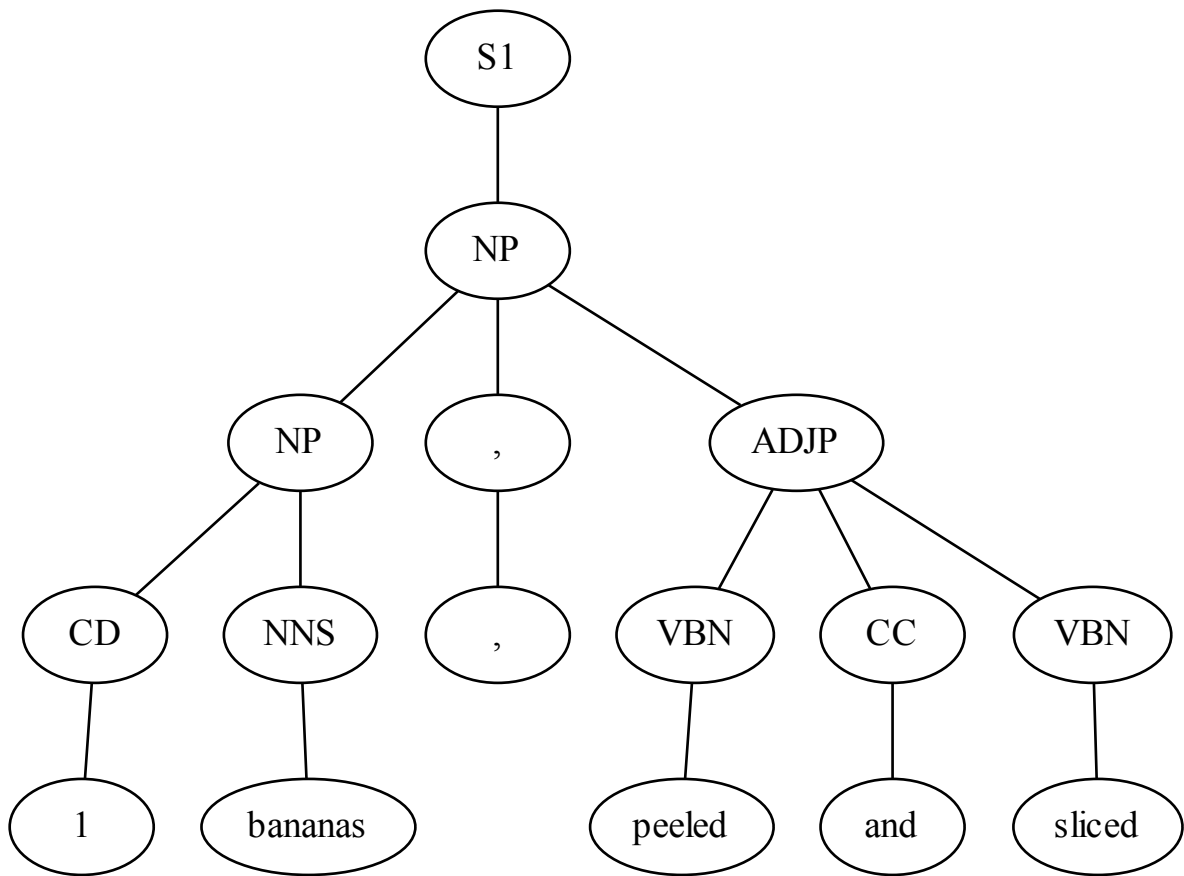 S1
NP
NP , ADJP
CD NNS , VBN CC VBN
1 bananas peeled and sliced